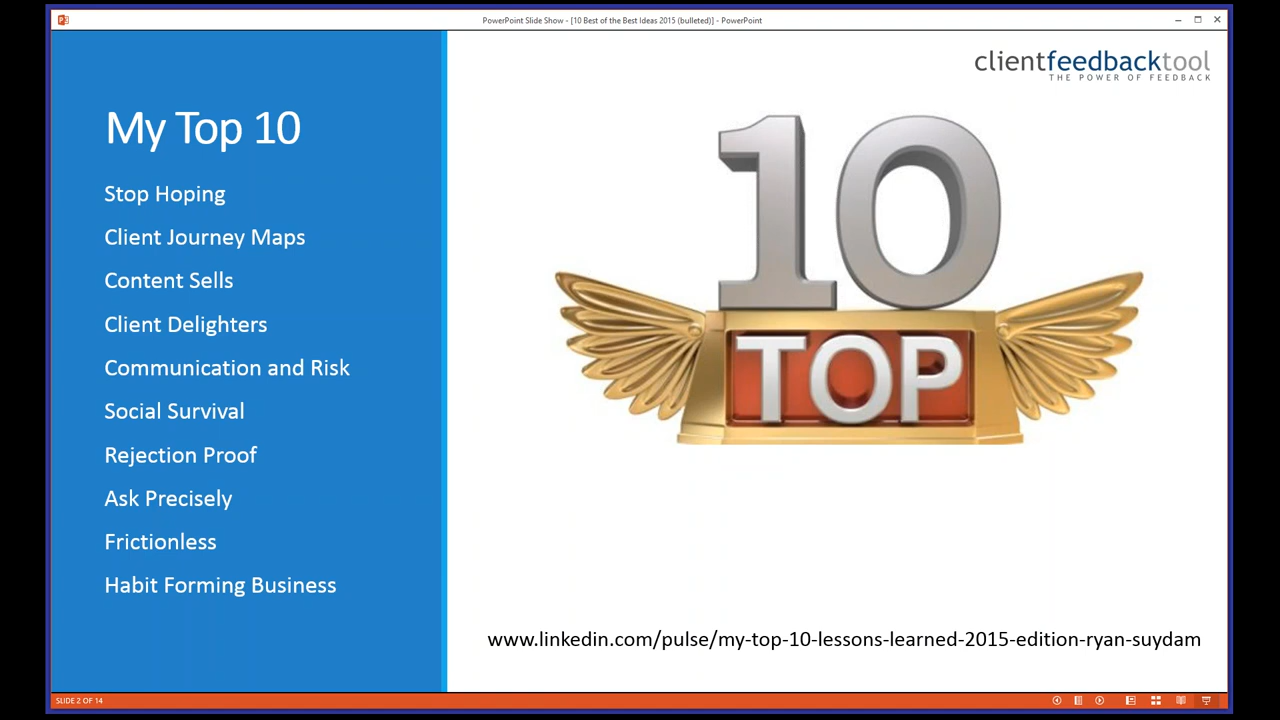 PowerPoint Slide Show - [10 Best of the Best Ideas 2015 (bulleted)] - PowerPoint
clientfeedbacktool
THE POWER OF FEEDBACK
My Top 10
Stop Hoping
Client Journey Maps
Content Sells
Client Delighters
Communication and Risk
Social Survival
Rejection Proof
Ask Precisely
Frictionless
Habit Forming Business
10
TOP
www.linkedin.com/pulse/my-top-10-lessons-learned-2015-edition-ryan-suydam
SLIDE 2 OF 14